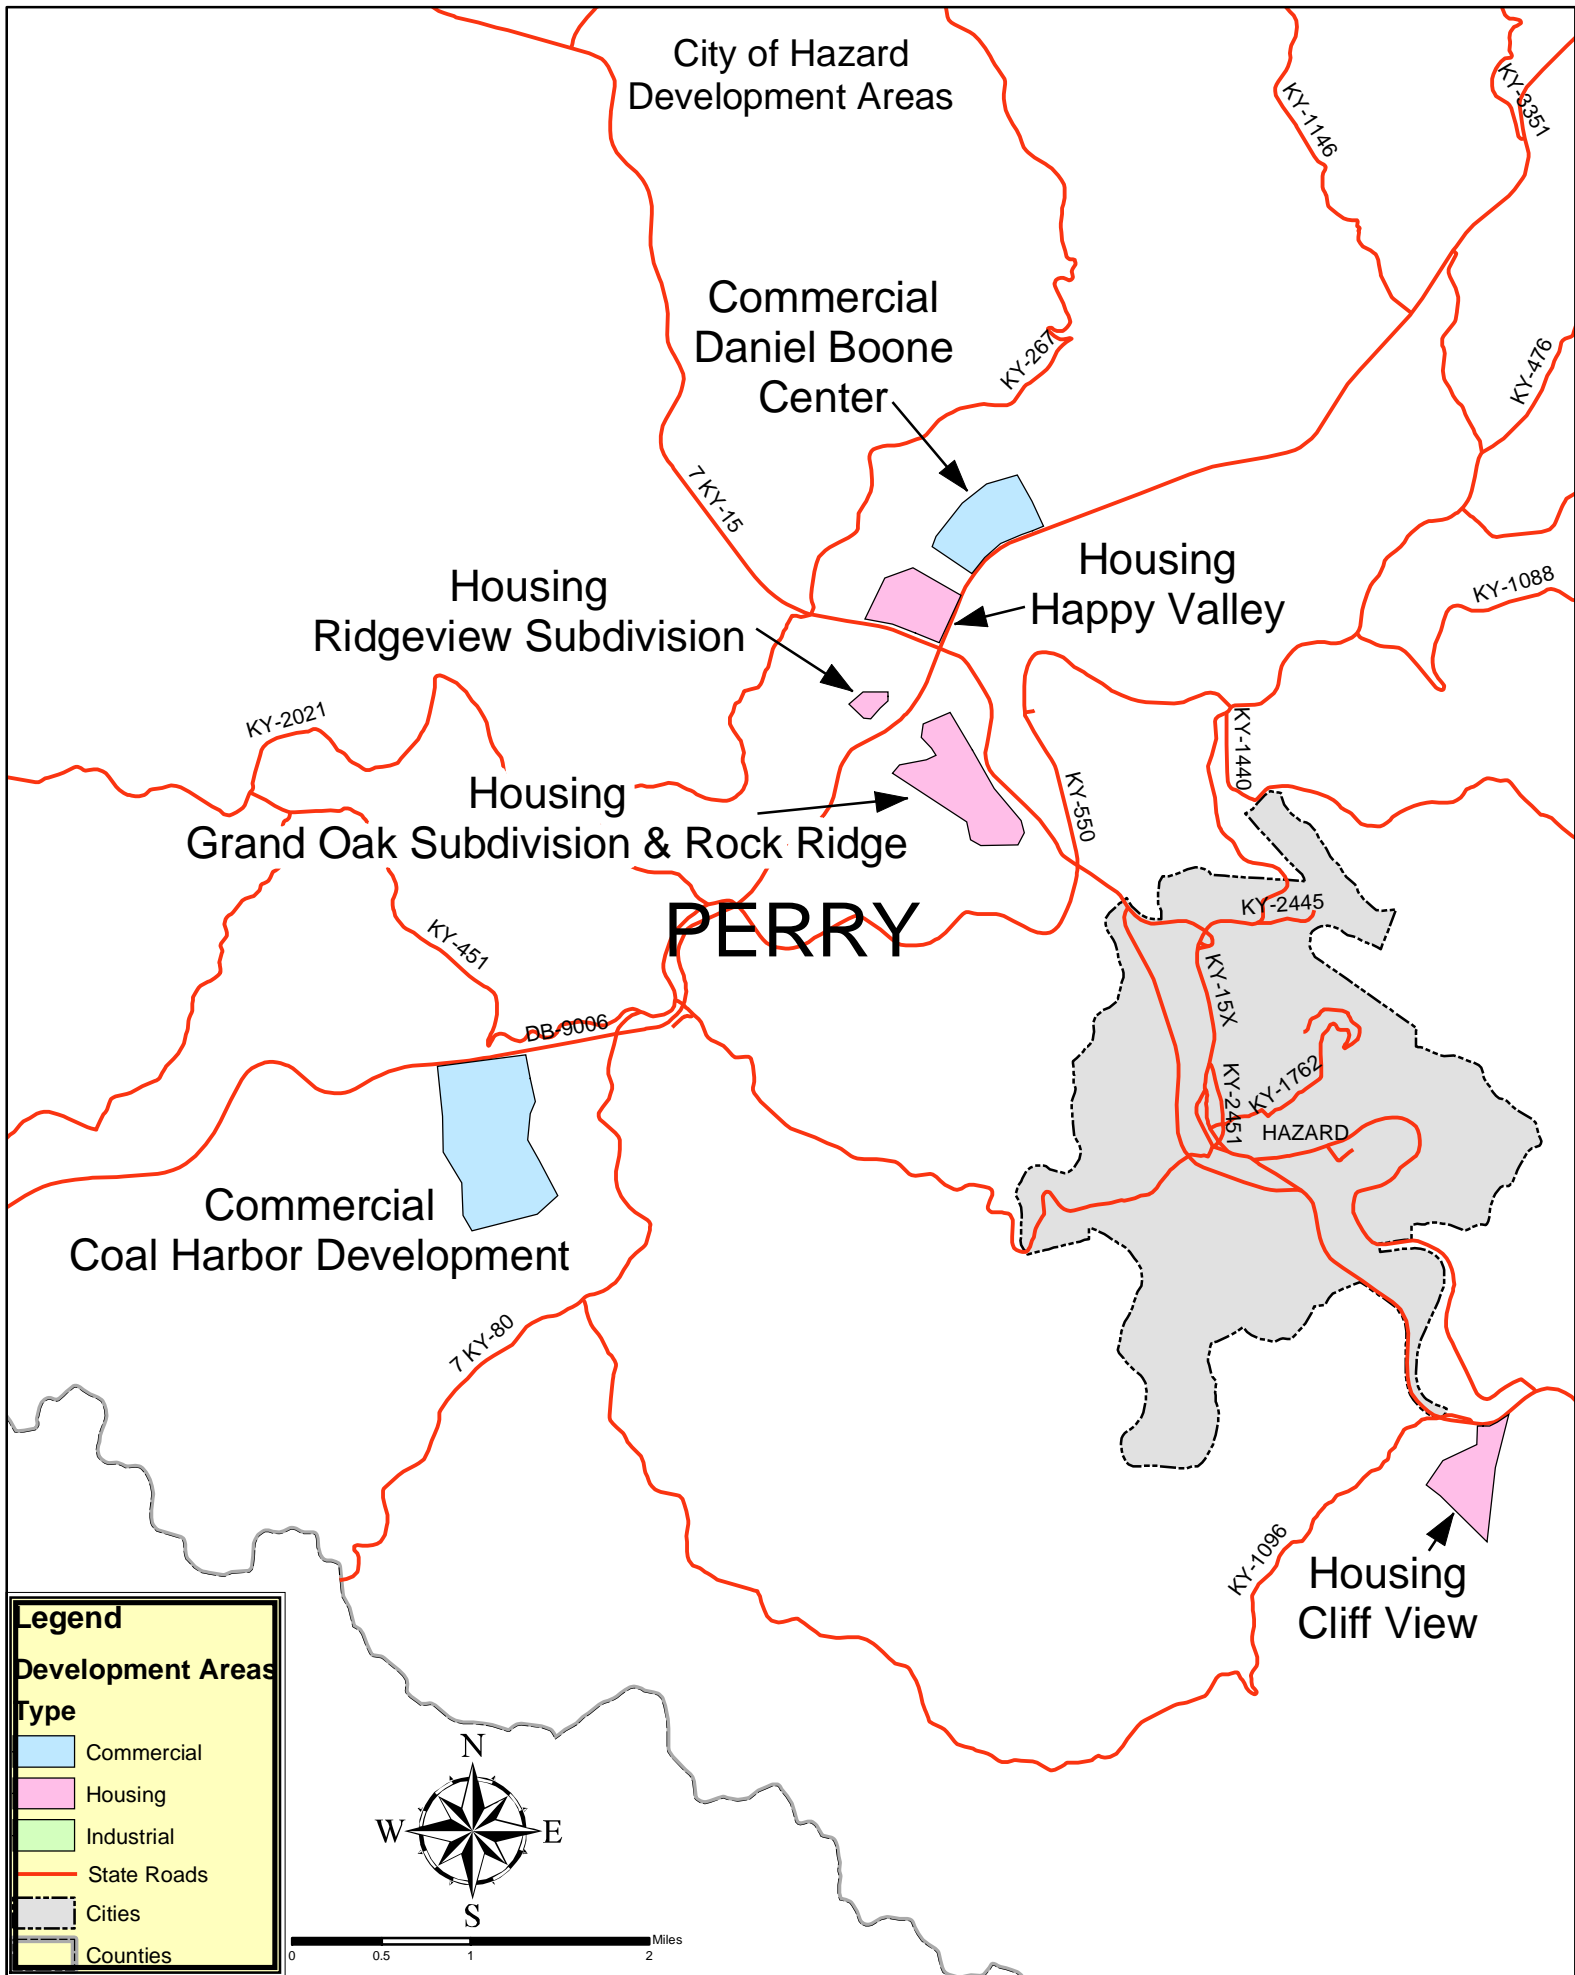 City of Hazard
Development Areas
KY-3351
KY-1146
Commercial
Daniel Boone
Center
KY-267
KY-476
7 KY-15
Housing
Happy Valley
KY-1088
Housing
Ridgeview Subdivision
KY-2021
KY-1440
Housing
Grand Oak Subdivision & Rock Ridge
KY-550
PERRY
KY-2445
KY-451
KY-15X
DB-9006
KY-1762
KY-2451
HAZARD
Commercial
Coal Harbor Development
7 KY-80
KY-1096
Housing
Cliff View
Legend
Development Areas
Type
Commercial
Housing
Industrial
State Roads
Cities
Counties
N
W E
S
Miles
0 0.5 1 2